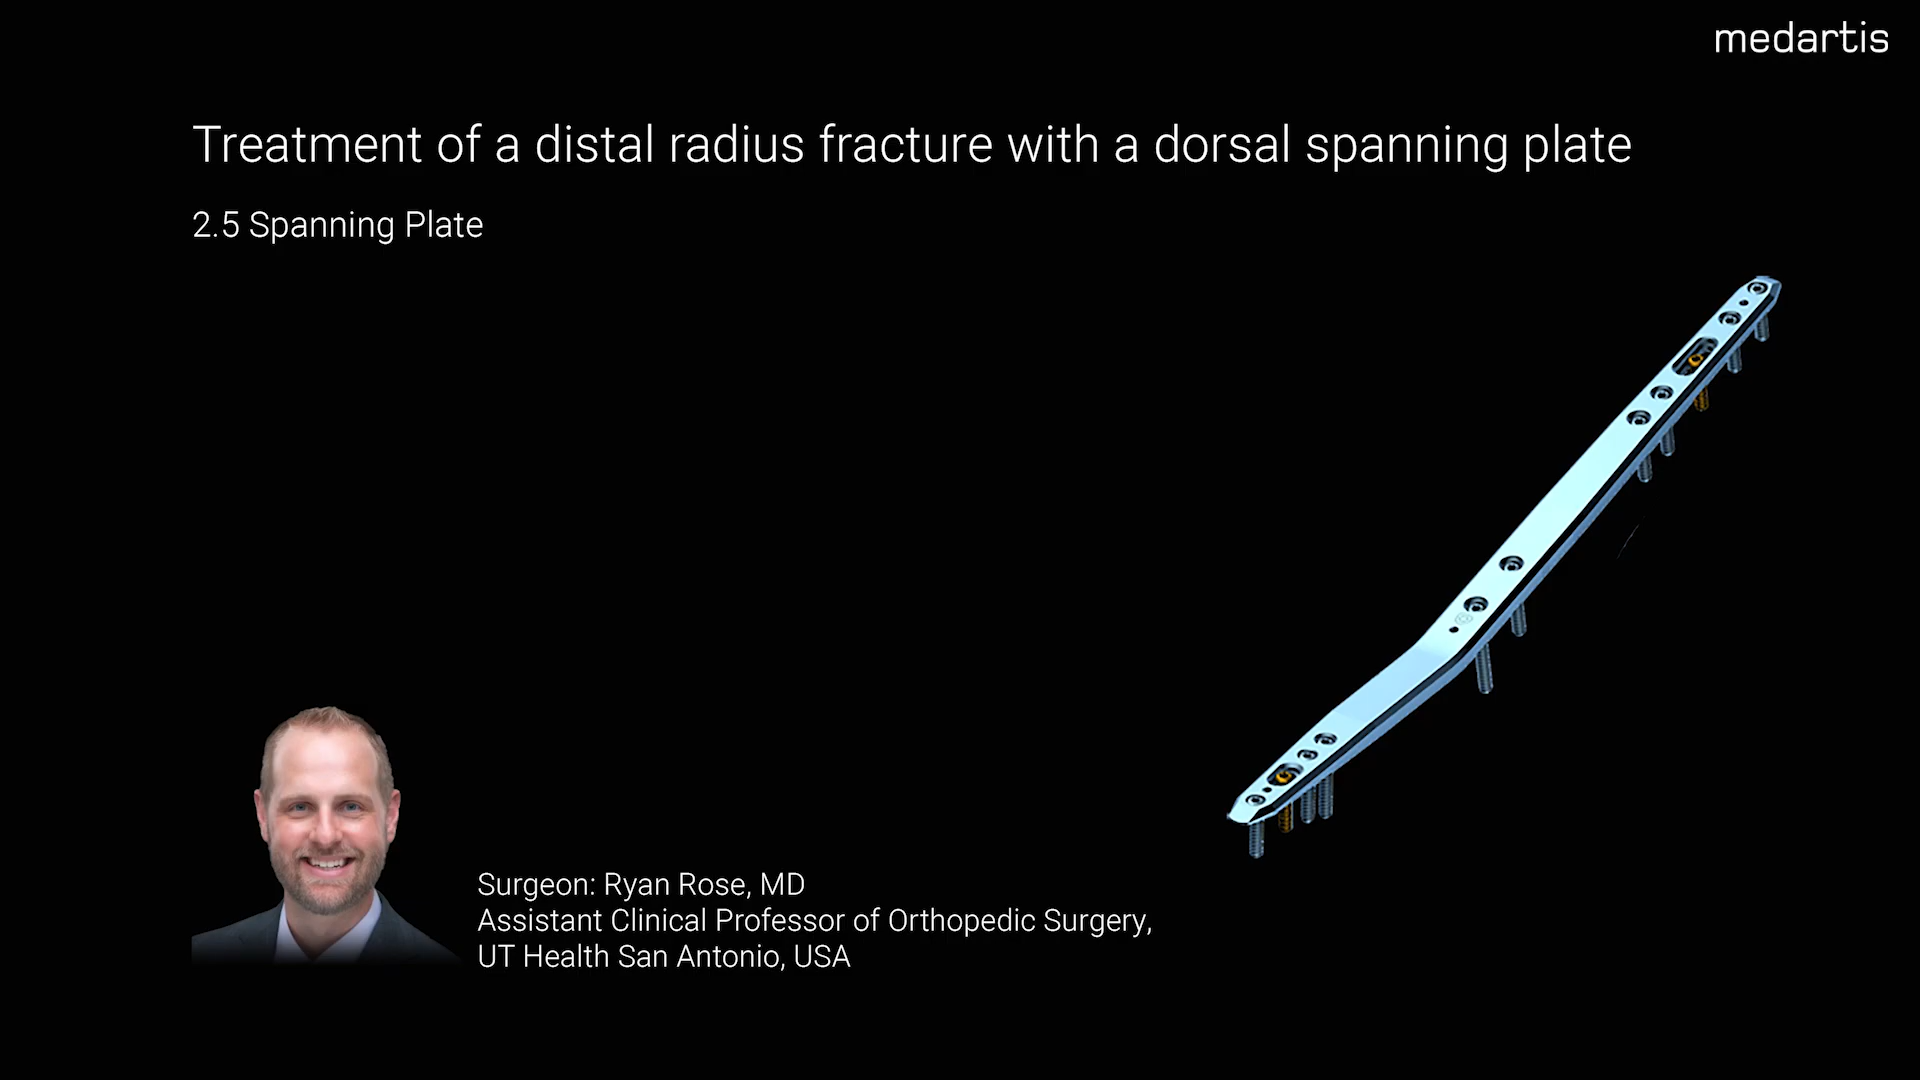 medartis
Treatment of a distal radius fracture with a dorsal spanning plate
2.5 Spanning Plate
Surgeon: Ryan Rose, MD
Assistant Clinical Professor of Orthopedic Surgery,
UT Health San Antonio, USA